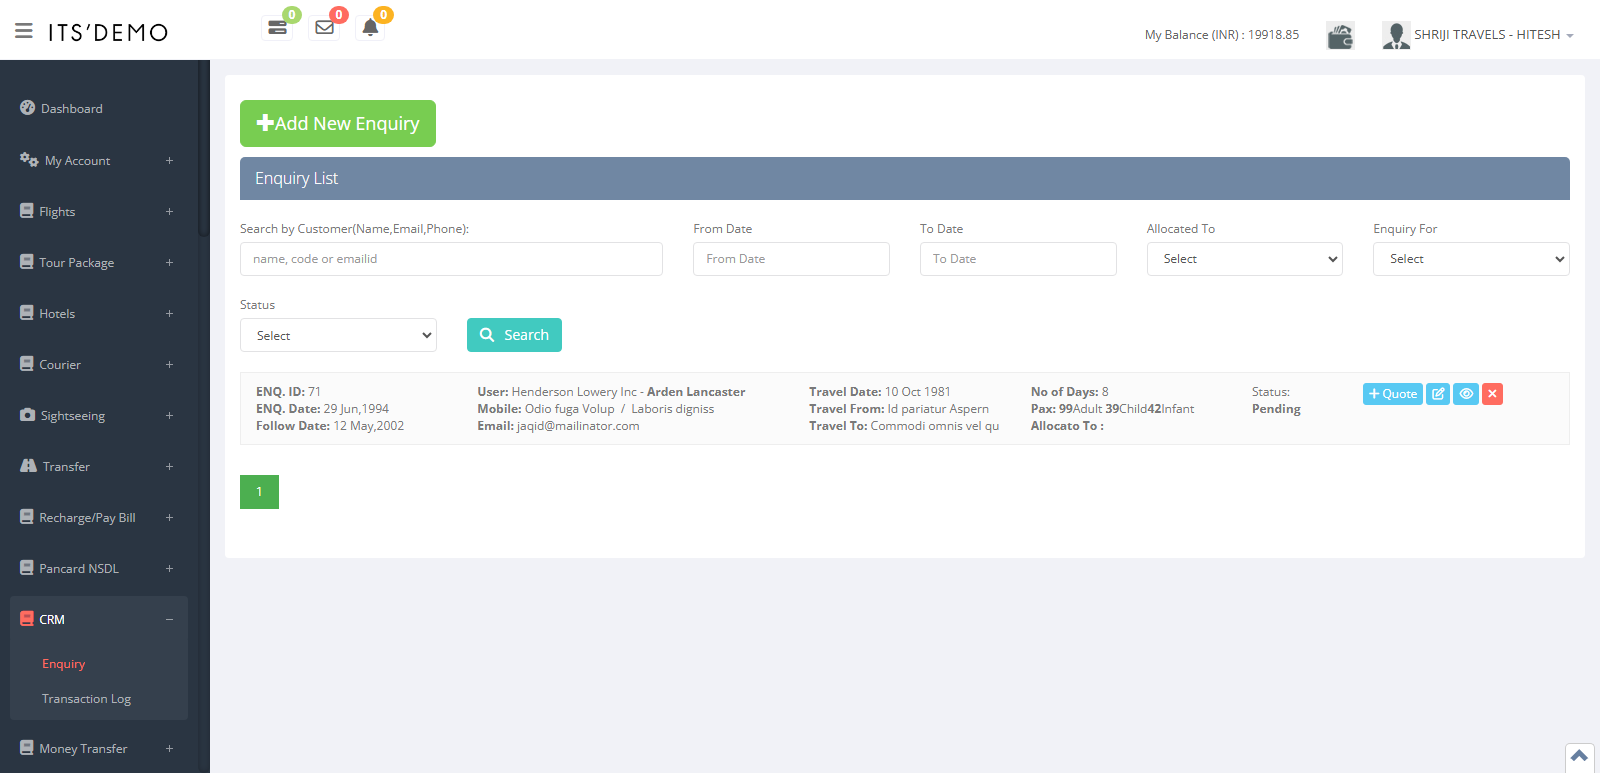 ITS'DEMO
0
0
0
My Balance (INR) : 19918.85
SHRIJI TRAVELS - HITESH
Dashboard
My Account +
Flights +
Tour Package +
Hotels +
Courier +
Sightseeing +
Transfer +
Recharge/Pay Bill +
Pancard NSDL +
CRM −
Enquiry
Transaction Log
Money Transfer +
Add New Enquiry
Enquiry List
Search by Customer(Name,Email,Phone):
name, code or emailid
From Date
From Date
To Date
To Date
Allocated To
Select
Enquiry For
Select
Status
Select
Search
ENQ. ID: 71
ENQ. Date: 29 Jun,1994
Follow Date: 12 May,2002
User: Henderson Lowery Inc - Arden Lancaster
Mobile: Odio fuga Volup / Laboris digniss
Email: jaqid@mailinator.com
Travel Date: 10 Oct 1981
Travel From: Id pariatur Aspern
Travel To: Commodi omnis vel qu
No of Days: 8
Pax: 99Adult 39Child42Infant
Allocato To :
Status:
Pending
+ Quote
1